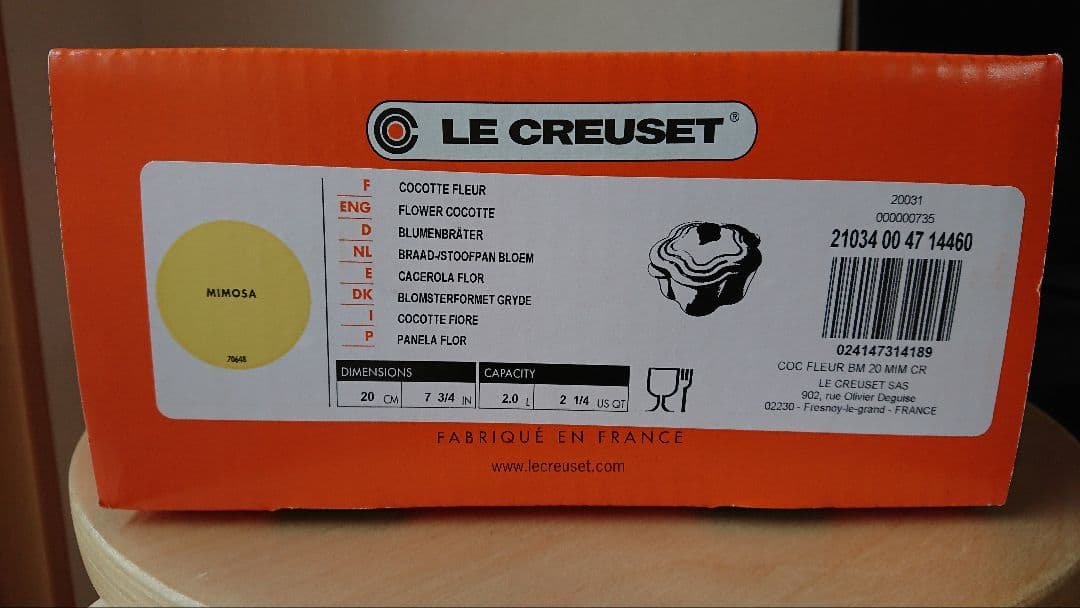 LE CREUSET®
MIMOSA
70648
F COCOTTE FLEUR
ENG FLOWER COCOTTE
D BLUMENBRÄTER
NL BRAAD-/STOOFPAN BLOEM
E CACEROLA FLOR
DK BLOMSTERFORMET GRYDE
I COCOTTE FIORE
P PANELA FLOR
DIMENSIONS CAPACITY
20 CM 7 3/4 IN 2.0 L 2 1/4 US QT
20031
000000735
21034 00 47 14460
024147314189
COC FLEUR BM 20 MIM CR
LE CREUSET SAS
902, rue Olivier Deguise
02230 - Fresnoy-le-grand - FRANCE
FABRIQUÉ EN FRANCE
www.lecreuset.com